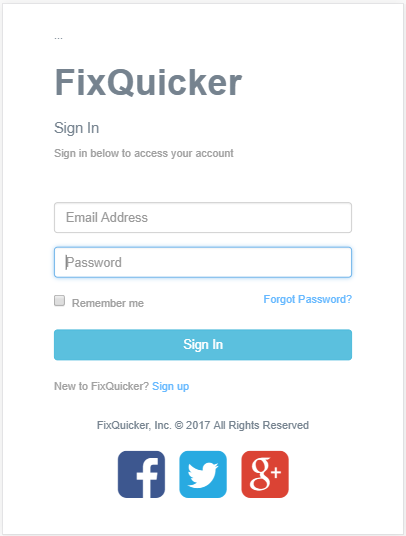 ...
FixQuicker
Sign In
Sign in below to access your account
Email Address
Password
Remember me Forgot Password?
Sign In
New to FixQuicker? Sign up
FixQuicker, Inc. © 2017 All Rights Reserved
f g+